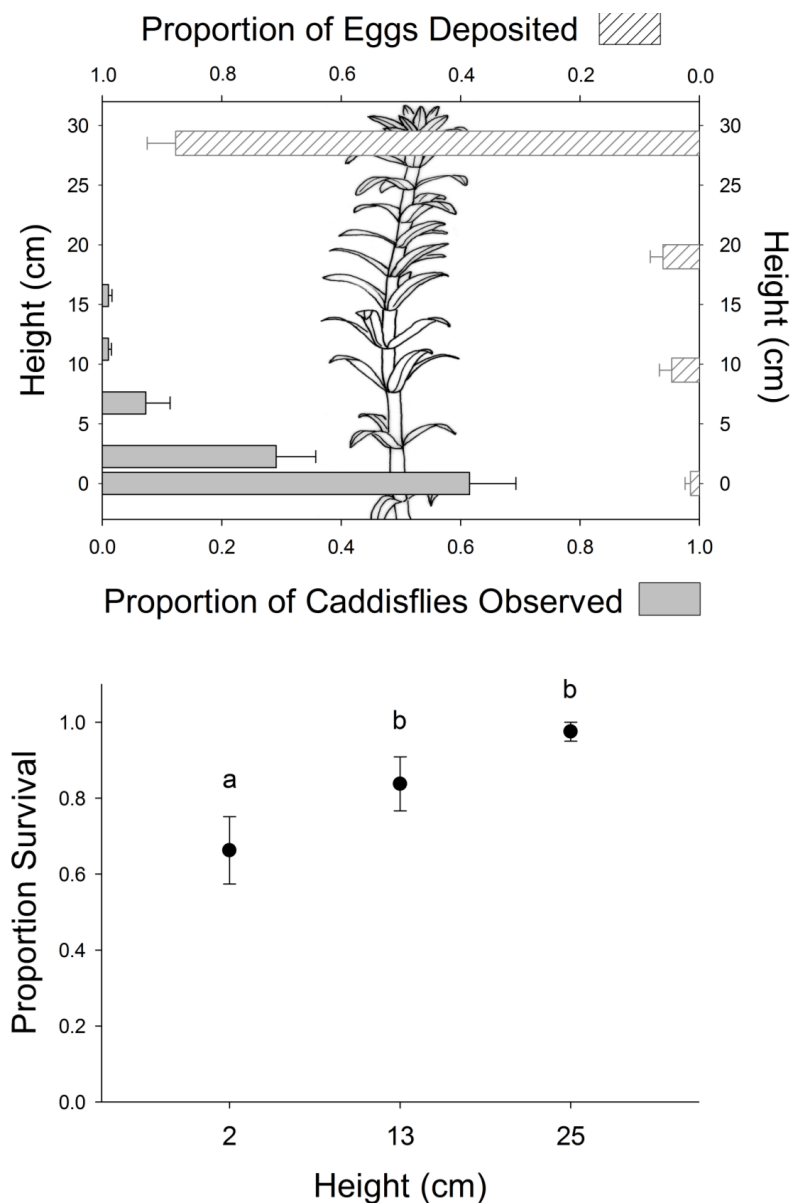 Proportion of Eggs Deposited
1.0 0.8 0.6 0.4 0.2 0.0
30 30
25 25
20 20
15 15
10 10
5 5
0 0
Height (cm)
Height (cm)
0.0 0.2 0.4 0.6 0.8 1.0
Proportion of Caddisflies Observed
b
b
a
1.0
0.8
0.6
0.4
0.2
0.0
Proportion Survival
2 13 25
Height (cm)